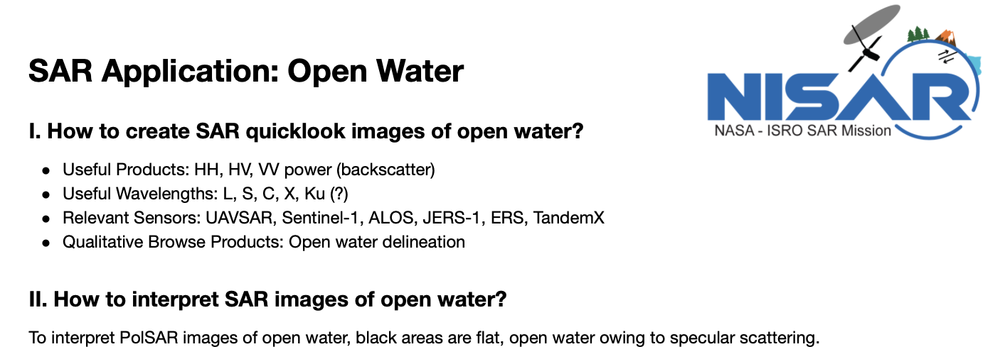 SAR Application: Open Water
NISAR
NASA - ISRO SAR Mission
I. How to create SAR quicklook images of open water?
● Useful Products: HH, HV, VV power (backscatter)
● Useful Wavelengths: L, S, C, X, Ku (?)
● Relevant Sensors: UAVSAR, Sentinel-1, ALOS, JERS-1, ERS, TandemX
● Qualitative Browse Products: Open water delineation
II. How to interpret SAR images of open water?
To interpret PolSAR images of open water, black areas are flat, open water owing to specular scattering.